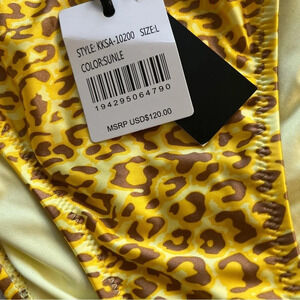 STYLE: KKSA-10200 SIZE:L
COLOR:SUNLE
194295064790
MSRP USD$120.00